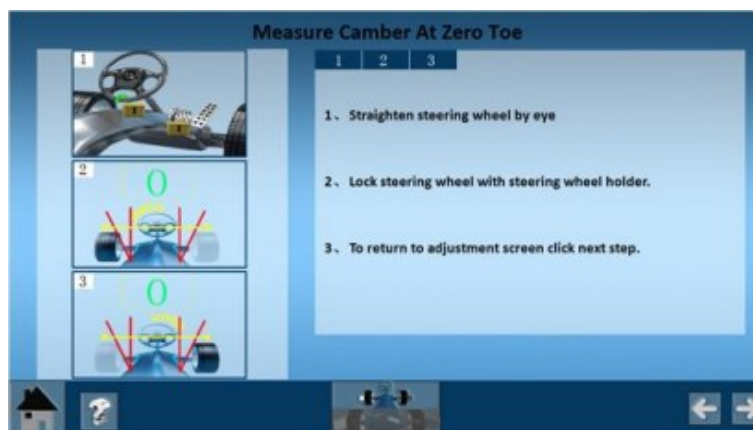 Measure Camber At Zero Toe
1
1 2 3
1、 Straighten steering wheel by eye
2
0
2、 Lock steering wheel with steering wheel holder.
3
0
3、 To return to adjustment screen click next step.
?